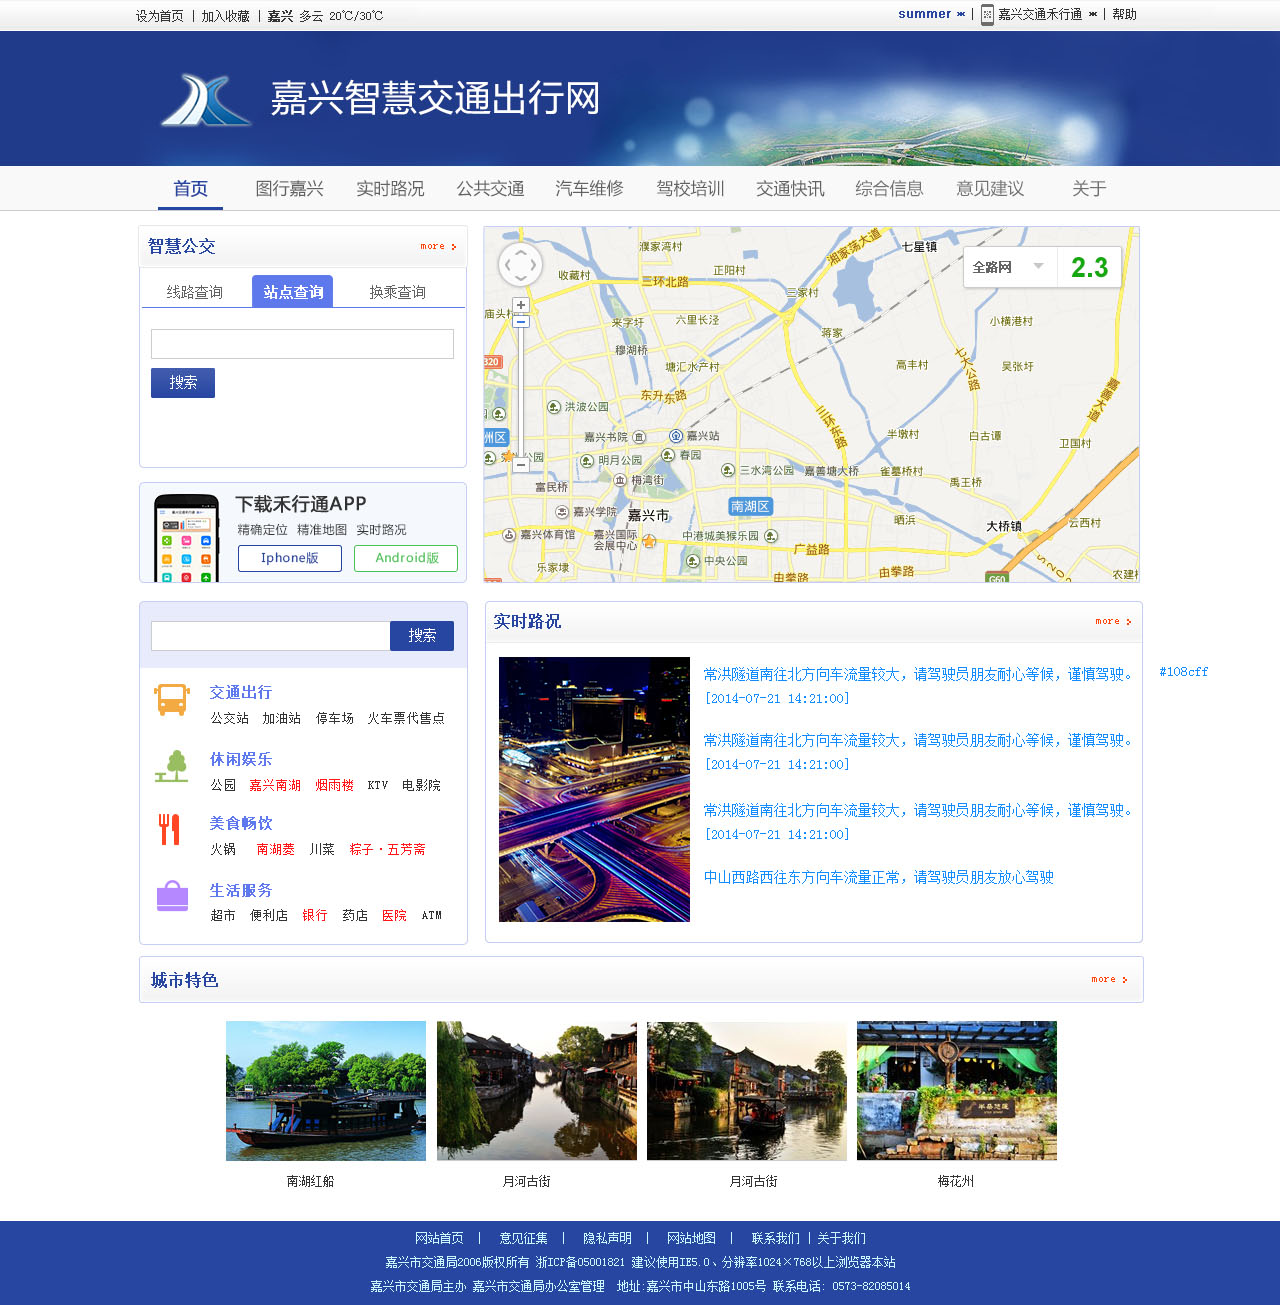 设为首页 | 加入收藏 | 嘉兴 多云 20℃/30℃
summer | 嘉兴交通禾行通 | 帮助
嘉兴智慧交通出行网
首页 图行嘉兴 实时路况 公共交通 汽车维修 驾校培训 交通快讯 综合信息 意见建议 关于
智慧公交
more
线路查询 站点查询 换乘查询
搜索
下载禾行通APP
精确定位 精准地图 实时路况
Iphone版 Android版
濮家湾村
湘家荡大道
七星镇
收藏村
正阳村
三环北路
三家村
全路网
2.3
庙头村
来字圩
六里长泾
蒋家
小横港村
穆湖桥
320
塘汇水产村
高丰村
七大公路
吴张圩
东升东路
嘉善大道
洪波公园
三环东路
州区
嘉兴书院
嘉兴站
半墩村
白古谭
卫国村
明月公园
春园
三水湾公园
嘉善塘大桥
雀墓桥村
富民桥
梅湾街
禹王村
嘉兴学院
嘉兴市
南湖区
晒浜
大桥镇
云西村
嘉兴体育馆
嘉兴国际会展中心
中港城美猴乐园
广益路
乐家埭
中央公园
由拳路
由拳路
G60
520
农建村
搜索
交通出行
公交站 加油站 停车场 火车票代售点
休闲娱乐
公园 嘉兴南湖 烟雨楼 KTV 电影院
美食畅饮
火锅 南湖菱 川菜 粽子·五芳斋
生活服务
超市 便利店 银行 药店 医院 ATM
实时路况
more
常洪隧道南往北方向车流量较大，请驾驶员朋友耐心等候，谨慎驾驶。
[2014-07-21 14:21:00]
#108cff
常洪隧道南往北方向车流量较大，请驾驶员朋友耐心等候，谨慎驾驶。
[2014-07-21 14:21:00]
常洪隧道南往北方向车流量较大，请驾驶员朋友耐心等候，谨慎驾驶。
[2014-07-21 14:21:00]
中山西路西往东方向车流量正常，请驾驶员朋友放心驾驶
城市特色
more
南湖红船 月河古街 月河古街 梅花州
网站首页 | 意见征集 | 隐私声明 | 网站地图 | 联系我们 | 关于我们
嘉兴市交通局2006版权所有 浙ICP备05001821 建议使用IE5.0、分辨率1024×768以上浏览器本站
嘉兴市交通局主办 嘉兴市交通局办公室管理 地址:嘉兴市中山东路1005号 联系电话: 0573-82085014